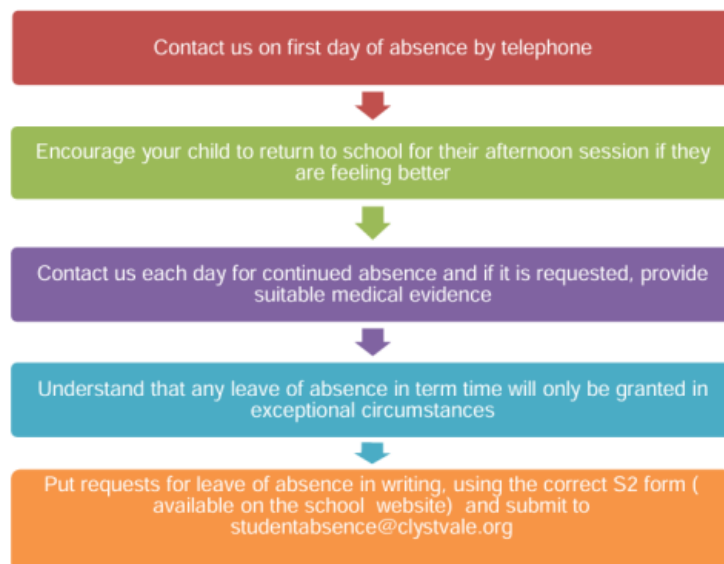 Contact us on first day of absence by telephone
Encourage your child to return to school for their afternoon session if they
are feeling better
Contact us each day for continued absence and if it is requested, provide
suitable medical evidence
Understand that any leave of absence in term time will only be granted in
exceptional circumstances
Put requests for leave of absence in writing, using the correct S2 form (
available on the school  website)  and submit to
studentabsence@clystvale.org